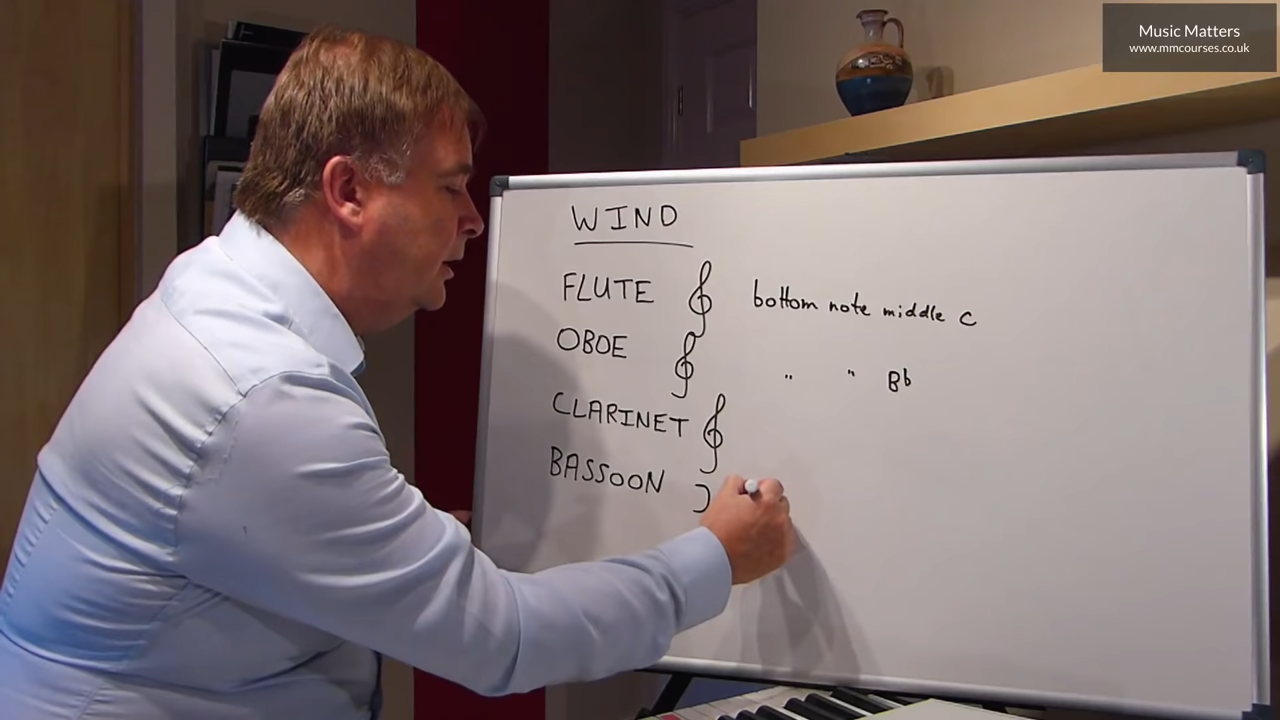 Music Matters
www.mmcourses.co.uk
WIND
FLUTE bottom note middle C
OBOE " " Bb
CLARINET
BASSOON